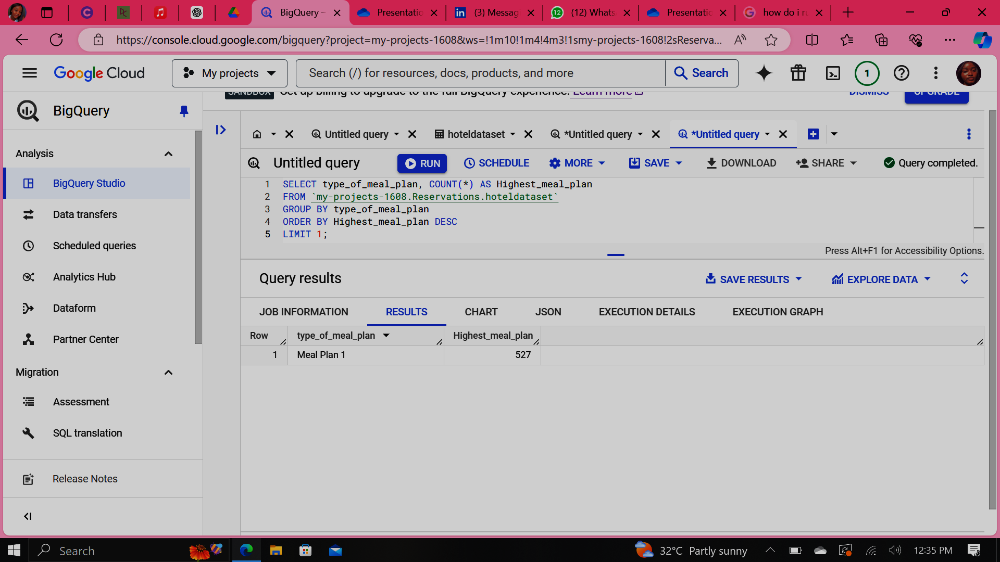 BigQuery –
Presentatio
(3) Messag
12
(12) Whats
Presentatio
how do i ru
https://console.cloud.google.com/bigquery?project=my-projects-1608&ws=!1m10!1m4!4m3!1smy-projects-1608!2sReserva...
Google Cloud
My projects
Search (/) for resources, docs, products, and more
Search
1
SANDBOX Set up billing to upgrade to the full BigQuery experience. Learn more
DISMISS
UPGRADE
BigQuery
Analysis
BigQuery Studio
Data transfers
Scheduled queries
Analytics Hub
Dataform
Partner Center
Migration
Assessment
SQL translation
Release Notes
Untitled query
hoteldataset
*Untitled query
*Untitled query
Untitled query
RUN
SCHEDULE
MORE
SAVE
DOWNLOAD
SHARE
Query completed.
1 SELECT type_of_meal_plan, COUNT(*) AS Highest_meal_plan
2 FROM `my-projects-1608.Reservations.hoteldataset`
3 GROUP BY type_of_meal_plan
4 ORDER BY Highest_meal_plan DESC
5 LIMIT 1;
Press Alt+F1 for Accessibility Options.
Query results
SAVE RESULTS
EXPLORE DATA
JOB INFORMATION
RESULTS
CHART
JSON
EXECUTION DETAILS
EXECUTION GRAPH
Row type_of_meal_plan Highest_meal_plan
1 Meal Plan 1 527
Search
32°C Partly sunny
12:35 PM